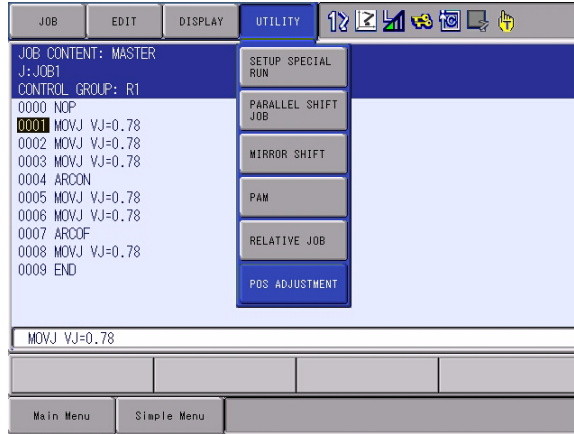 JOB EDIT DISPLAY UTILITY
JOB CONTENT: MASTER
J:JOB1
CONTROL GROUP: R1
0000 NOP
0001 MOVJ VJ=0.78
0002 MOVJ VJ=0.78
0003 MOVJ VJ=0.78
0004 ARCON
0005 MOVJ VJ=0.78
0006 MOVJ VJ=0.78
0007 ARCOF
0008 MOVJ VJ=0.78
0009 END
SETUP SPECIAL
RUN
PARALLEL SHIFT
JOB
MIRROR SHIFT
PAM
RELATIVE JOB
POS ADJUSTMENT
MOVJ VJ=0.78
Main Menu Simple Menu